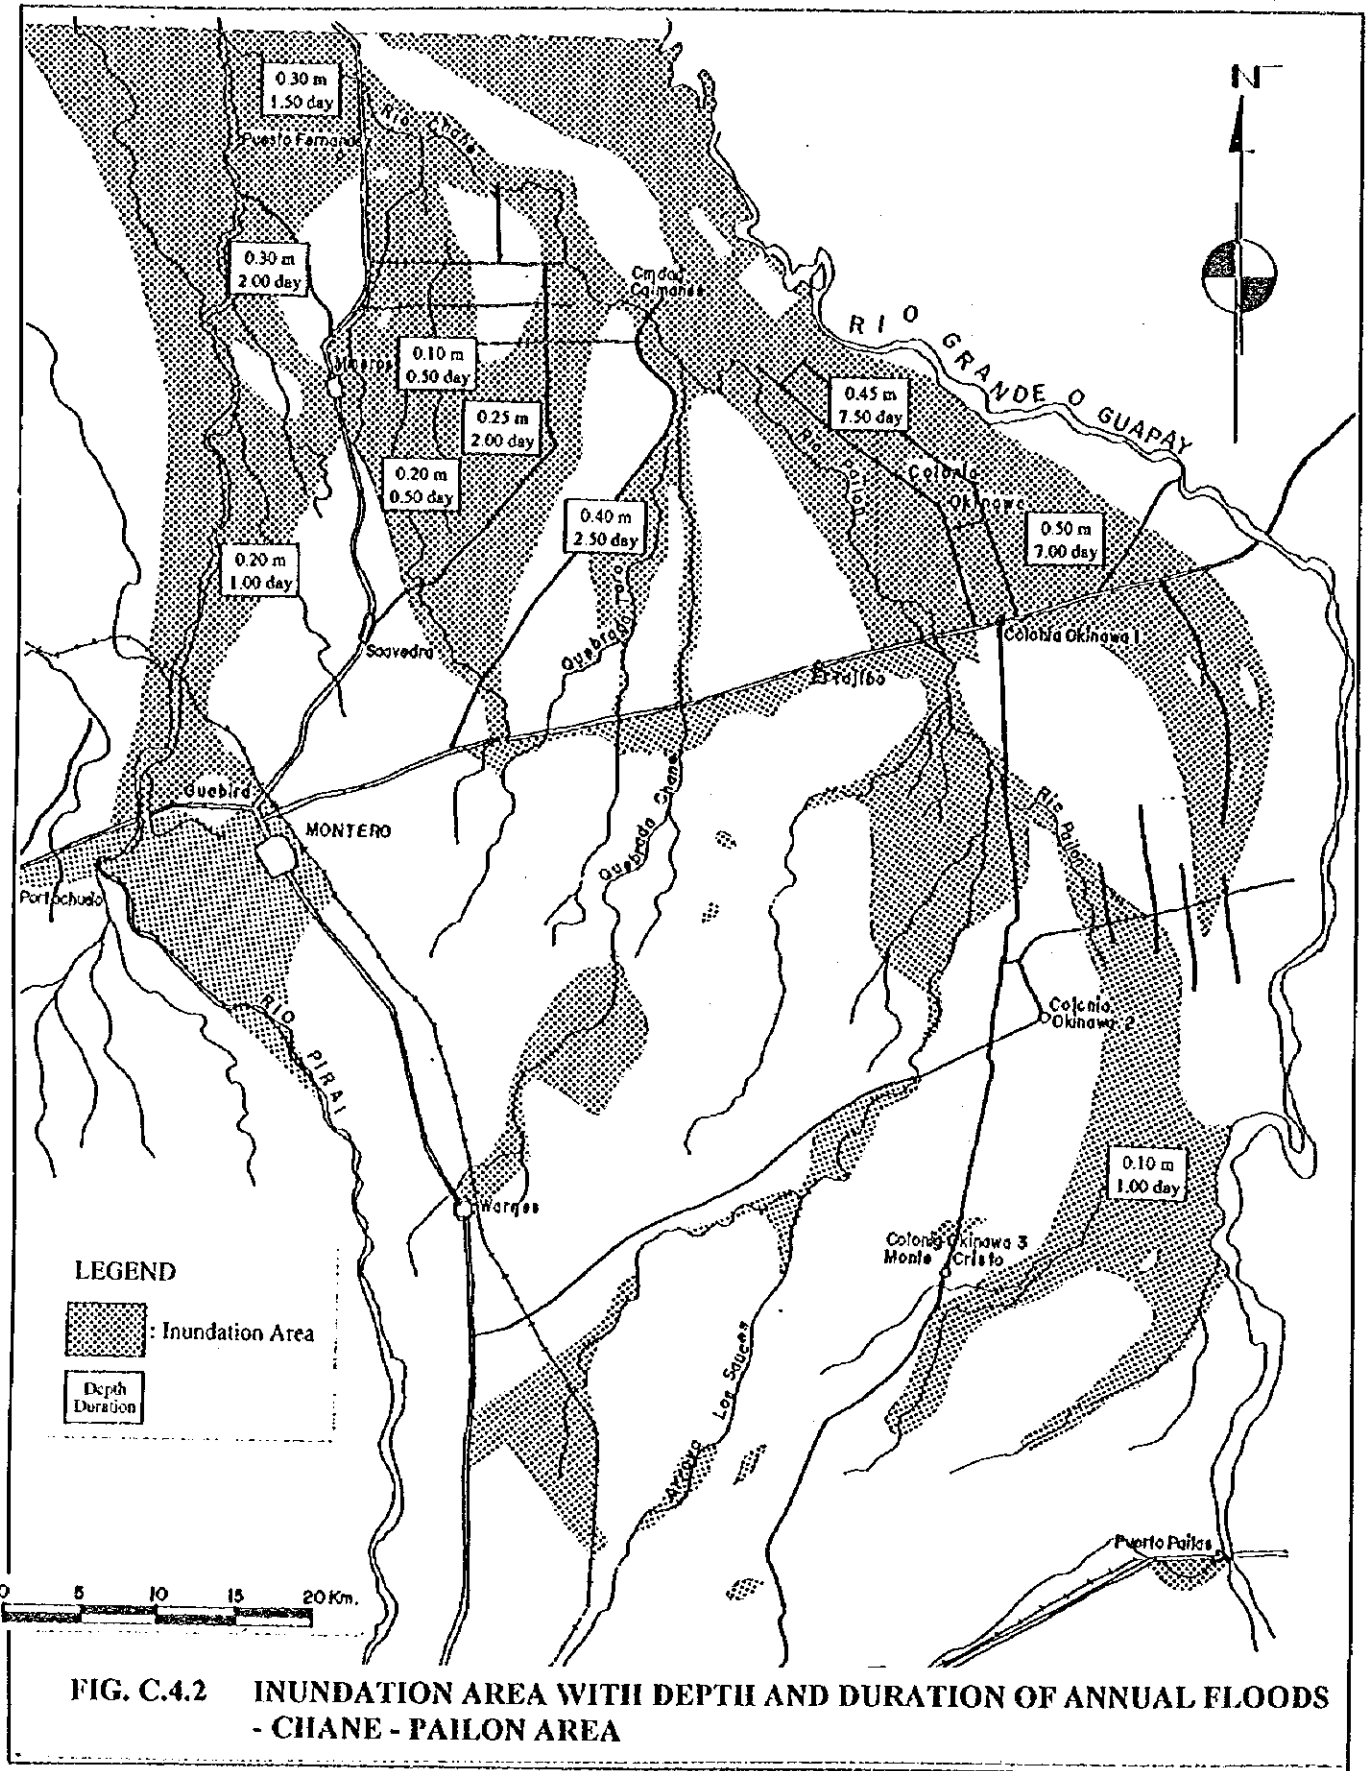 N
0.30 m
1.50 day
Rio Chane
Puesto Fernandez
0.30 m
2.00 day
RIO GRANDE O GUAPAY
Mineros
0.10 m
0.50 day
0.45 m
7.50 day
0.25 m
2.00 day
Rio Pailon
Colonia
Okinawa
0.20 m
0.50 day
0.40 m
2.50 day
0.50 m
7.00 day
0.20 m
1.00 day
Colonia Okinawa 1
Saavedra
Quebrada
Guabira
MONTERO
Quebrada Chane
Rio Pailon
Portachuelo
RIO PIRAI
Colonia
Okinawa 2
0.10 m
1.00 day
Warnes
Colonia Okinawa 3
Monte Cristo
LEGEND
: Inundation Area
Depth
Duration
Arroyo Los Sauces
Puerto Pailas
0 5 10 15 20 Km.
FIG. C.4.2 INUNDATION AREA WITH DEPTH AND DURATION OF ANNUAL FLOODS
- CHANE - PAILON AREA